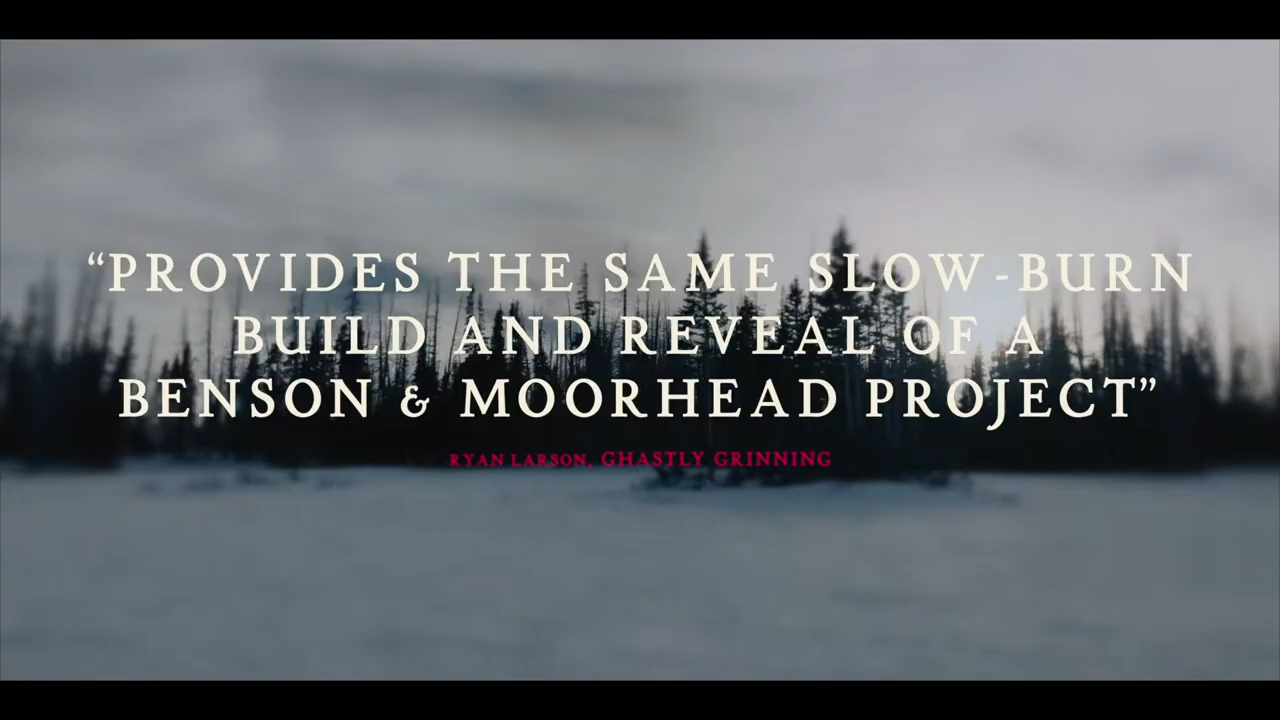 “PROVIDES THE SAME SLOW-BURN
BUILD AND REVEAL OF A
BENSON & MOORHEAD PROJECT”
RYAN LARSON, GHASTLY GRINNING